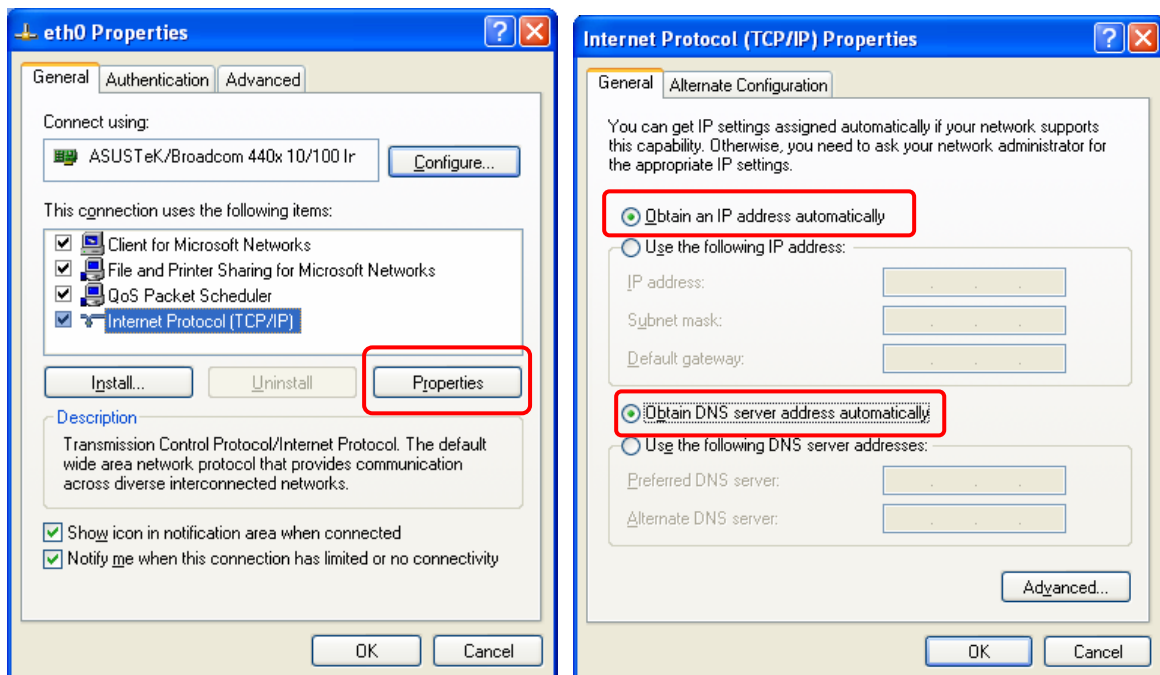 eth0 Properties
General
Authentication
Advanced
Connect using:
ASUSTeK/Broadcom 440x 10/100 Ir
Configure...
This connection uses the following items:
Client for Microsoft Networks
File and Printer Sharing for Microsoft Networks
QoS Packet Scheduler
Internet Protocol (TCP/IP)
Install...
Uninstall
Properties
Description
Transmission Control Protocol/Internet Protocol. The default
wide area network protocol that provides communication
across diverse interconnected networks.
Show icon in notification area when connected
Notify me when this connection has limited or no connectivity
OK
Cancel
Internet Protocol (TCP/IP) Properties
General
Alternate Configuration
You can get IP settings assigned automatically if your network supports
this capability. Otherwise, you need to ask your network administrator for
the appropriate IP settings.
Obtain an IP address automatically
Use the following IP address:
IP address:
Subnet mask:
Default gateway:
Obtain DNS server address automatically
Use the following DNS server addresses:
Preferred DNS server:
Alternate DNS server:
Advanced...
OK
Cancel